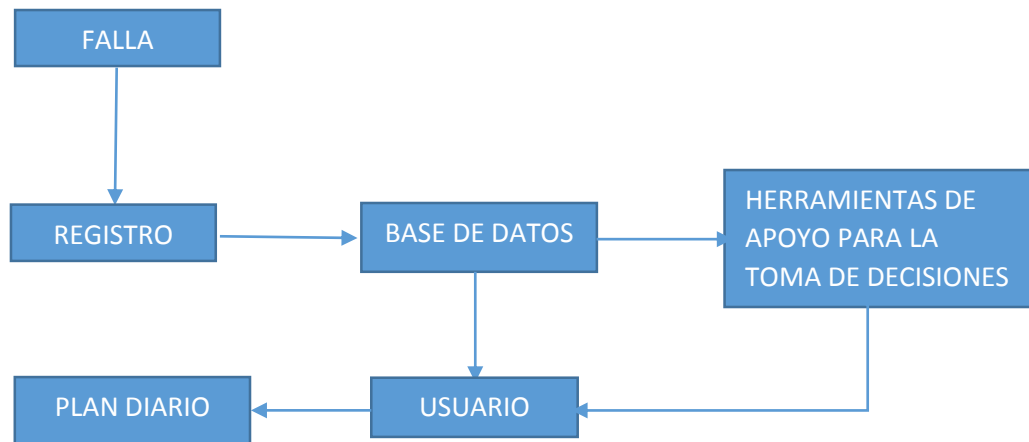 FALLA
REGISTRO
BASE DE DATOS
HERRAMIENTAS DE
APOYO PARA LA
TOMA DE DECISIONES
PLAN DIARIO
USUARIO